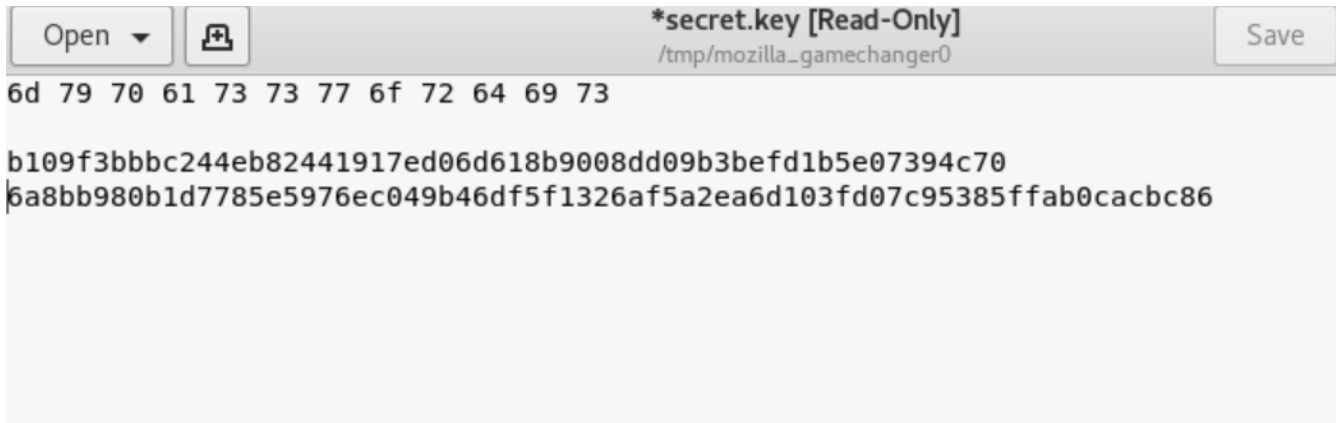 Open
*secret.key [Read-Only]
/tmp/mozilla_gamechanger0
Save
6d 79 70 61 73 73 77 6f 72 64 69 73
b109f3bbbc244eb82441917ed06d618b9008dd09b3befd1b5e07394c70
6a8bb980b1d7785e5976ec049b46df5f1326af5a2ea6d103fd07c95385ffab0cacbc86